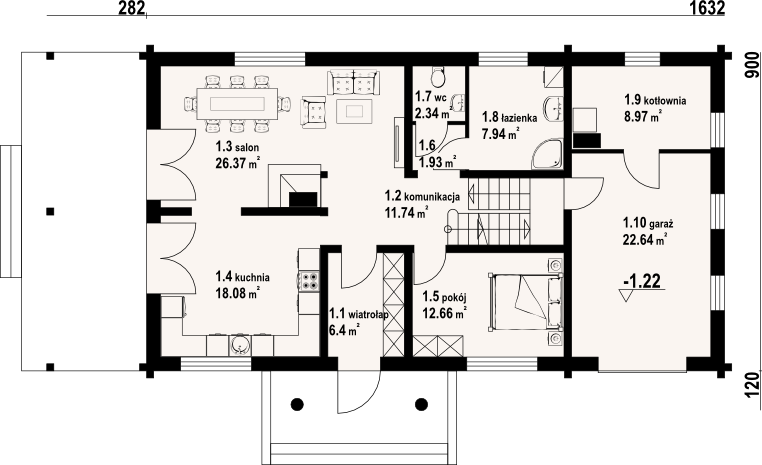 282
1632
900
120
1.7 wc
2.34 m
1.8 łazienka
7.94 m²
1.9 kotłownia
8.97 m²
1.3 salon
26.37 m²
1.6
1.93 m²
1.2 komunikacja
11.74 m²
1.10 garaż
22.64 m²
-1.22
1.4 kuchnia
18.08 m²
1.5 pokój
12.66 m²
1.1 wiatrołap
6.4 m²